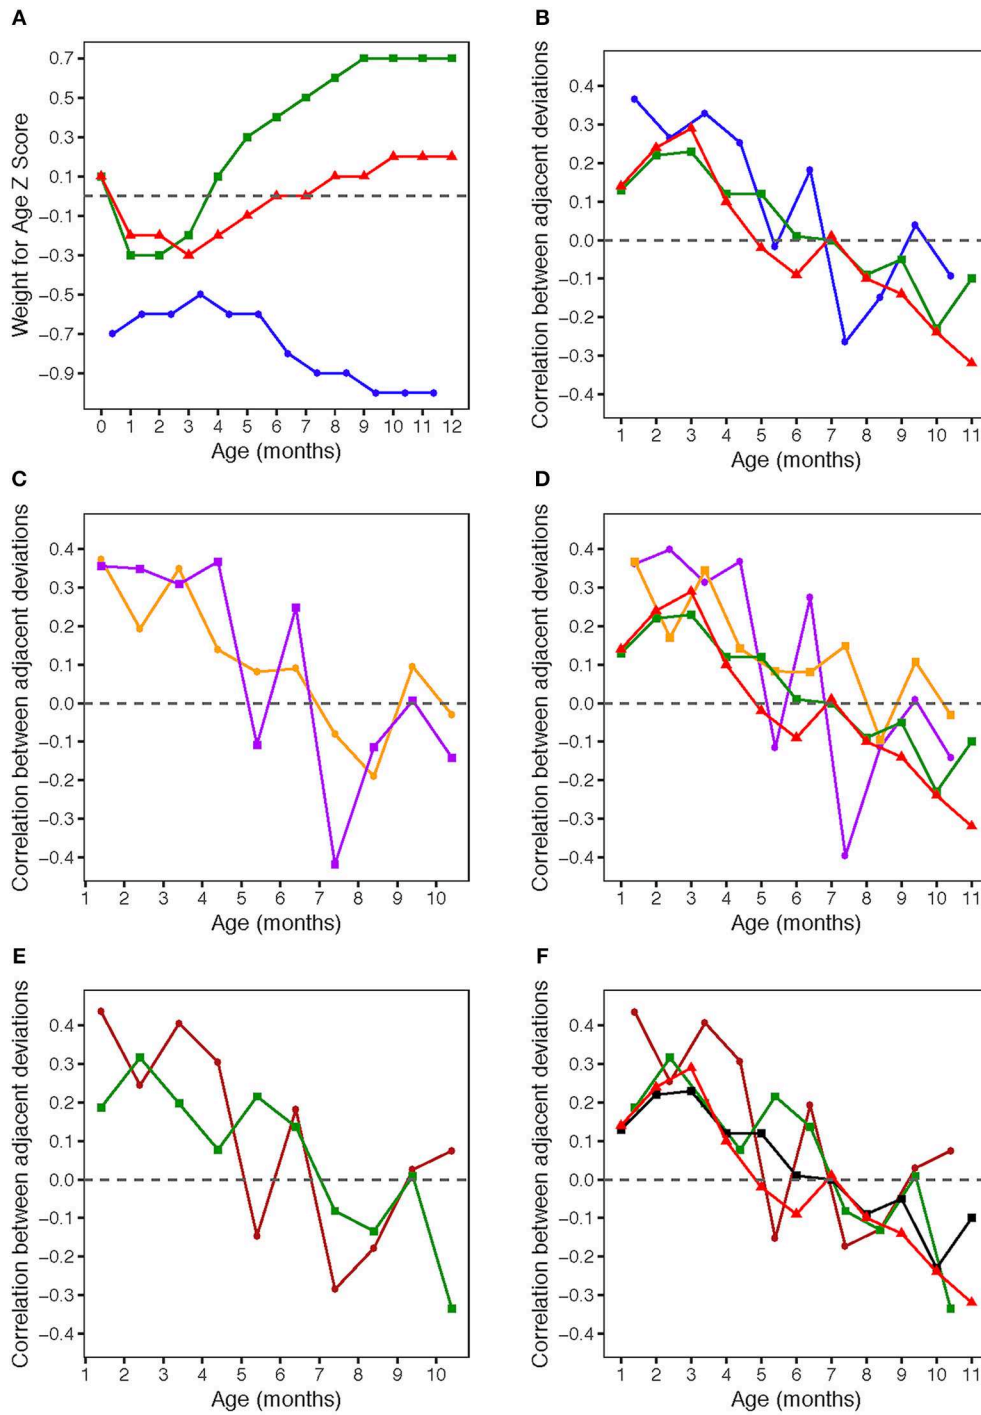 A
Weight for Age Z Score
0.7
0.5
0.3
0.1
−0.1
−0.3
−0.5
−0.7
−0.9
0 1 2 3 4 5 6 7 8 9 10 11 12
Age (months)
B
Correlation between adjacent deviations
0.4
0.3
0.2
0.1
0.0
−0.1
−0.2
−0.3
−0.4
1 2 3 4 5 6 7 8 9 10 11
Age (months)
C
Correlation between adjacent deviations
0.4
0.3
0.2
0.1
0.0
−0.1
−0.2
−0.3
−0.4
1 2 3 4 5 6 7 8 9 10
Age (months)
D
Correlation between adjacent deviations
0.4
0.3
0.2
0.1
0.0
−0.1
−0.2
−0.3
−0.4
1 2 3 4 5 6 7 8 9 10 11
Age (months)
E
Correlation between adjacent deviations
0.4
0.3
0.2
0.1
0.0
−0.1
−0.2
−0.3
−0.4
1 2 3 4 5 6 7 8 9 10
Age (months)
F
Correlation between adjacent deviations
0.4
0.3
0.2
0.1
0.0
−0.1
−0.2
−0.3
−0.4
1 2 3 4 5 6 7 8 9 10 11
Age (months)